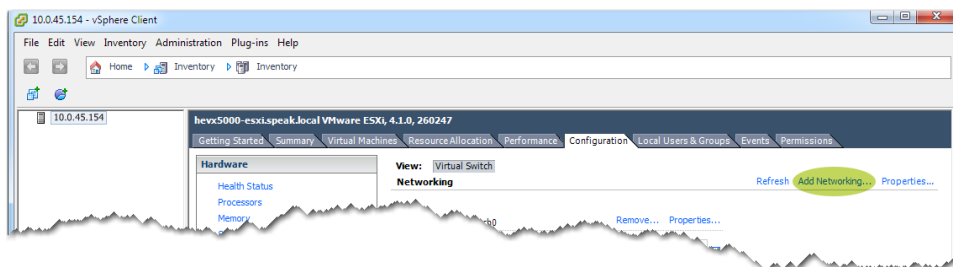 10.0.45.154 - vSphere Client
File Edit View Inventory Administration Plug-ins Help
Home Inventory Inventory
10.0.45.154
hevx5000-esxi.speak.local VMware ESXi, 4.1.0, 260247
Getting Started Summary Virtual Machines Resource Allocation Performance Configuration Local Users & Groups Events Permissions
Hardware
Health Status
Processors
Memory
View: Virtual Switch
Networking
Refresh Add Networking... Properties...
Remove... Properties...